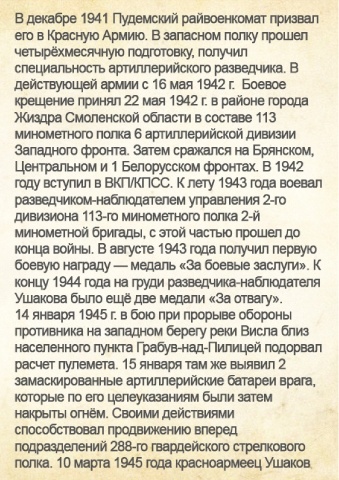 В декабре 1941 Пудемский райвоенкомат призвал
его в Красную Армию. В запасном полку прошел
четырёхмесячную подготовку, получил
специальность артиллерийского разведчика. В
действующей армии с 16 мая 1942 г.  Боевое
крещение принял 22 мая 1942 г. в районе города
Жиздра Смоленской области в составе 113
минометного полка 6 артиллерийской дивизии
Западного фронта. Затем сражался на Брянском,
Центральном и 1 Белорусском фронтах. В 1942
году вступил в ВКП/КПСС. К лету 1943 года воевал
разведчиком-наблюдателем управления 2-го
дивизиона 113-го минометного полка 2-й
минометной бригады, с этой частью прошел до
конца войны. В августе 1943 года получил первую
боевую награду — медаль «За боевые заслуги». К
концу 1944 года на груди разведчика-наблюдателя
Ушакова было ещё две медали «За отвагу».
14 января 1945 г. в бою при прорыве обороны
противника на западном берегу реки Висла близ
населенного пункта Грабув-над-Пилицей подорвал
расчет пулемета. 15 января там же выявил 2
замаскированные артиллерийские батареи врага,
которые по его целеуказаниям были затем
накрыты огнём. Своими действиями
способствовал продвижению вперед
подразделений 288-го гвардейского стрелкового
полка. 10 марта 1945 года красноармеец Ушаков